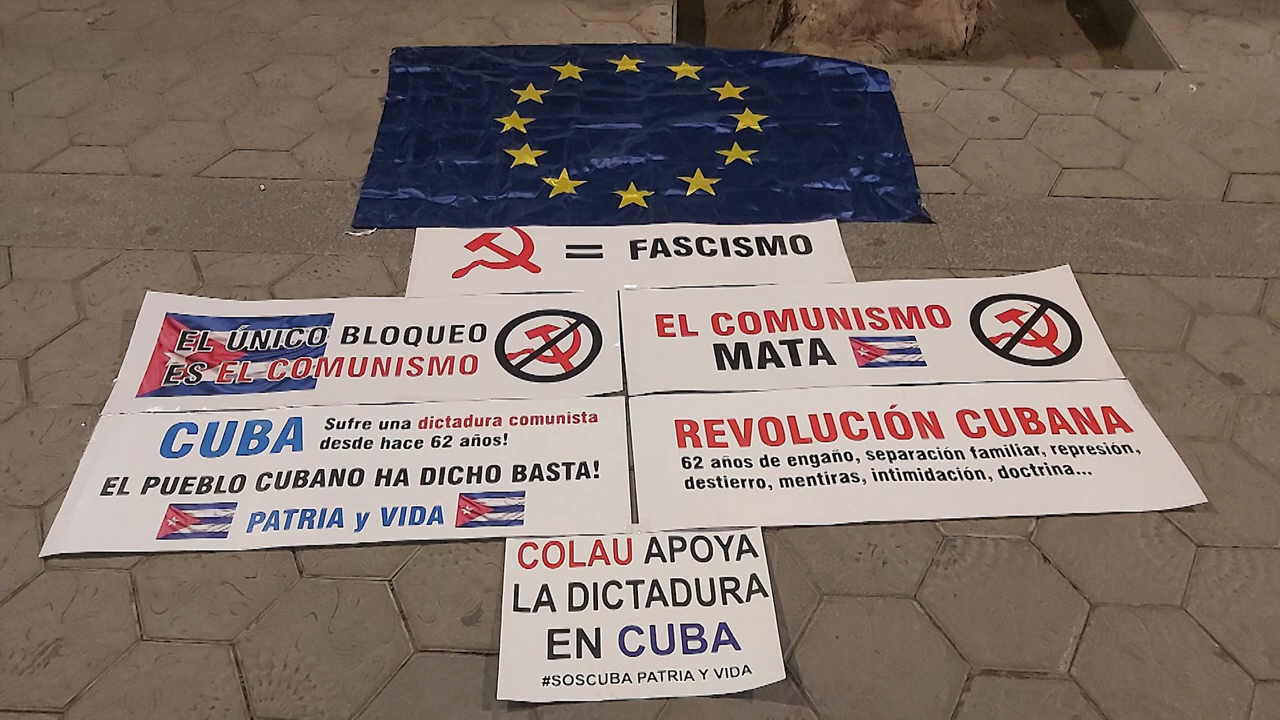 = FASCISMO
EL ÚNICO BLOQUEO
ES EL COMUNISMO
EL COMUNISMO
MATA
CUBA Sufre una dictadura comunista
desde hace 62 años!
EL PUEBLO CUBANO HA DICHO BASTA!
PATRIA y VIDA
REVOLUCIÓN CUBANA
62 años de engaño, separación familiar, represión,
destierro, mentiras, intimidación, doctrina...
COLAU APOYA
LA DICTADURA
EN CUBA
#SOSCUBA PATRIA Y VIDA